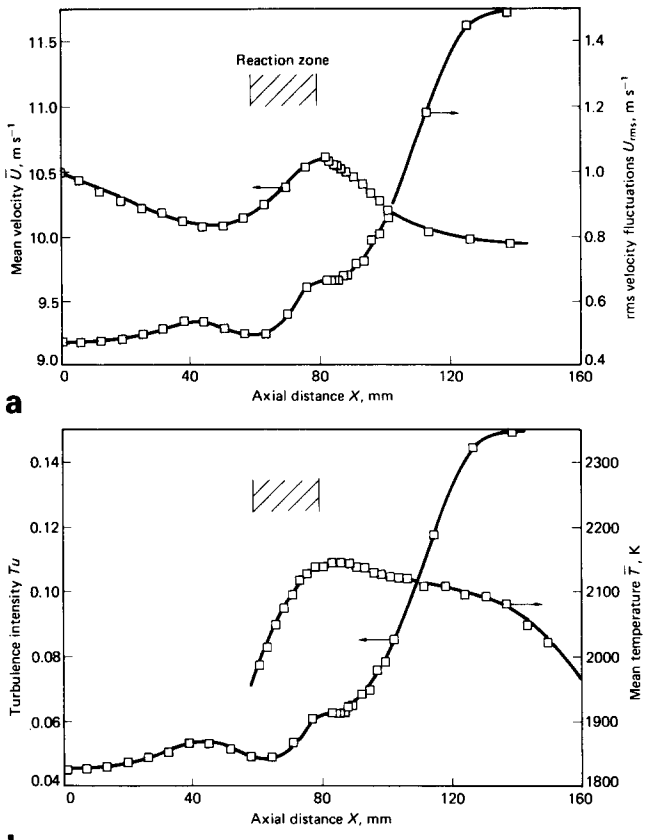 11.5
11.0
10.5
10.0
9.5
9.0
Mean velocity U̅, m s⁻¹
Reaction zone
1.4
1.2
1.0
0.8
0.6
0.4
rms velocity fluctuations Urms, m s⁻¹
0 40 80 120 160
Axial distance X, mm
a
0.14
0.12
0.10
0.08
0.06
0.04
Turbulence intensity Tu
2300
2200
2100
2000
1900
1800
Mean temperature T̅, K
0 40 80 120 160
Axial distance X, mm